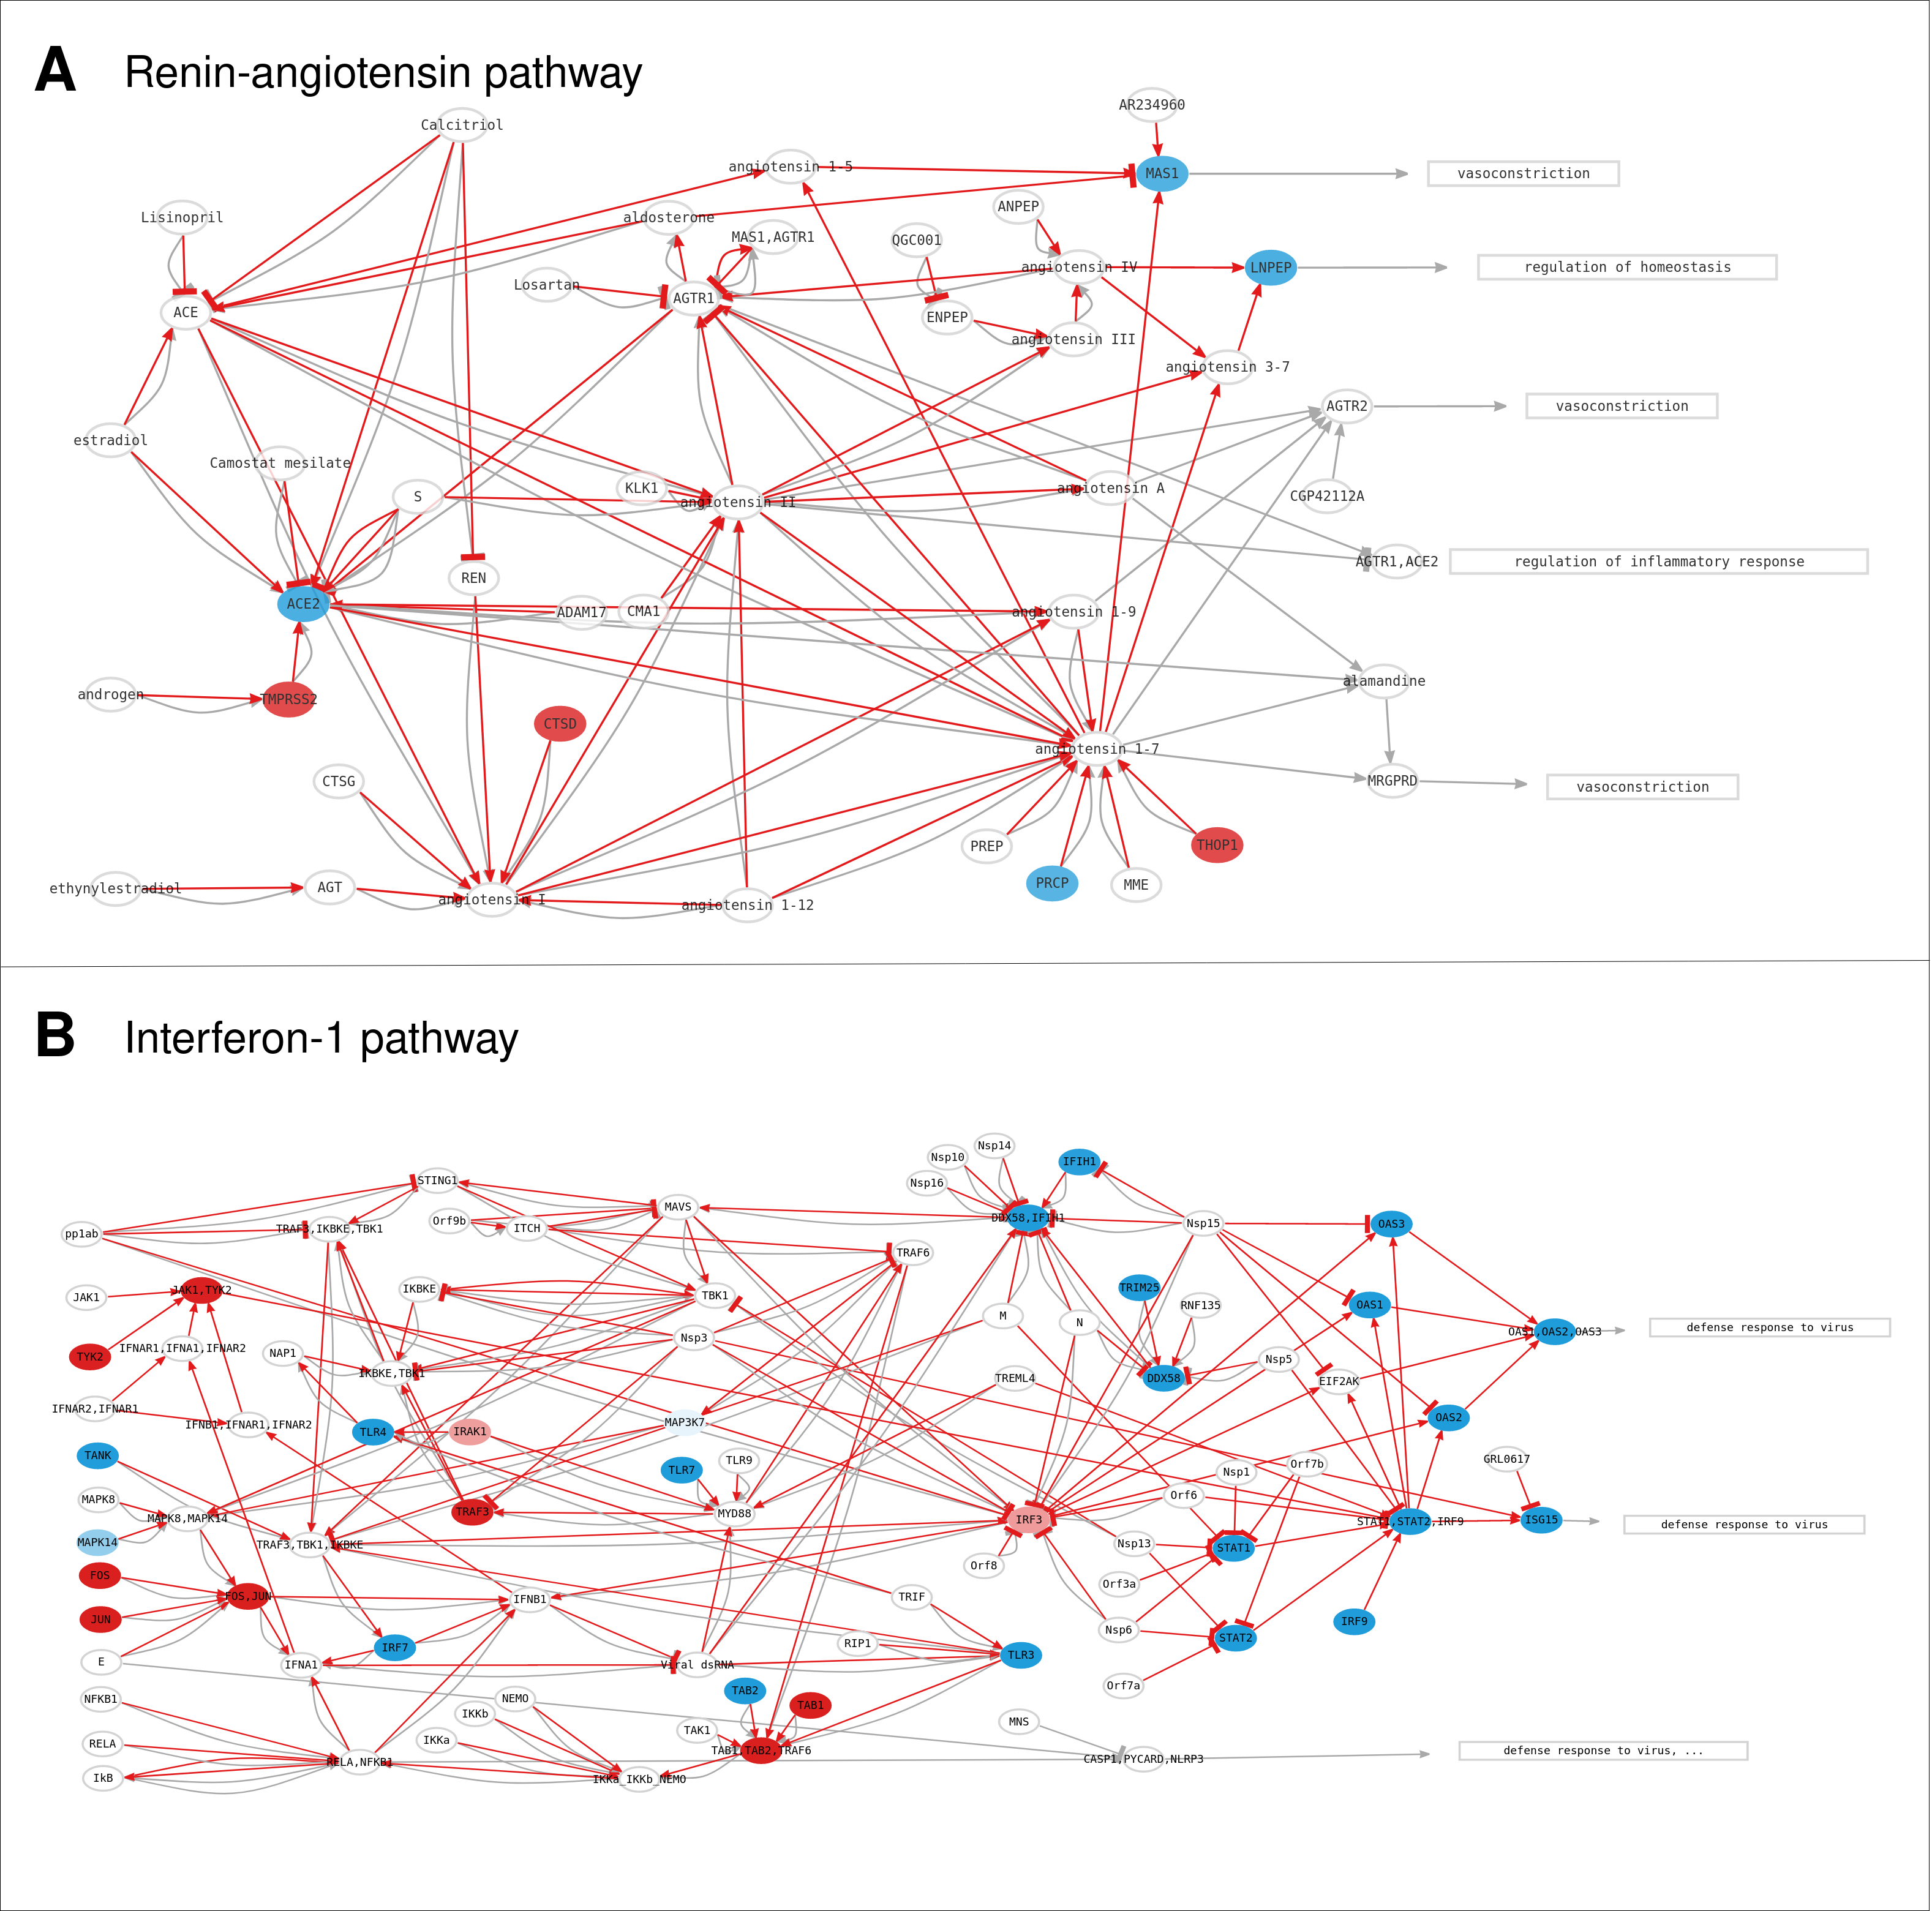 A Renin-angiotensin pathway
AR234960
Calcitriol
angiotensin 1-5
MAS1
vasoconstriction
Lisinopril
aldosterone
ANPEP
MAS1,AGTR1
QGC001
angiotensin IV
LNPEP
regulation of homeostasis
Losartan
AGTR1
ACE
ENPEP
angiotensin III
angiotensin 3-7
AGTR2
vasoconstriction
estradiol
Camostat mesilate
S
KLK1
angiotensin II
angiotensin A
CGP42112A
AGTR1,ACE2
regulation of inflammatory response
REN
ACE2
ADAM17
CMA1
angiotensin 1-9
alamandine
androgen
TMPRSS2
CTSD
angiotensin 1-7
CTSG
MRGPRD
vasoconstriction
PREP
THOP1
ethynylestradiol
AGT
angiotensin I
angiotensin 1-12
PRCP
MME
B Interferon-1 pathway
Nsp14
Nsp10
IFIH1
Nsp16
STING1
MAVS
Orf9b
ITCH
DDX58,IFIH1
Nsp15
OAS3
pp1ab
TRAF3,IKBKE,TBK1
TRAF6
JAK1
JAK1,TYK2
IKBKE
TBK1
TRIM25
RNF135
OAS1
M
N
OAS1,OAS2,OAS3
defense response to virus
Nsp3
TYK2
IFNAR1,IFNA1,IFNAR2
NAP1
IKBKE,TBK1
Nsp5
TREML4
DDX58
EIF2AK
IFNAR2,IFNAR1
IFNB1,IFNAR1,IFNAR2
TLR4
IRAK1
MAP3K7
OAS2
TANK
TLR7
TLR9
Nsp1
Orf7b
GRL0617
MAPK8
MAPK8,MAPK14
TRAF3
MYD88
Orf6
IRF3
STAT1,STAT2,IRF9
ISG15
defense response to virus
MAPK14
TRAF3,TBK1,IKBKE
Nsp13
STAT1
Orf8
FOS
FOS,JUN
IFNB1
TRIF
Orf3a
JUN
IRF7
RIP1
Nsp6
STAT2
IRF9
E
IFNA1
Viral dsRNA
TLR3
Orf7a
NFKB1
NEMO
TAB2
TAB1
IKKb
TAK1
MNS
RELA
IKKa
TAB1,TAB2,TRAF6
RELA,NFKB1
CASP1,PYCARD,NLRP3
defense response to virus, ...
IkB
IKKa_IKKb_NEMO